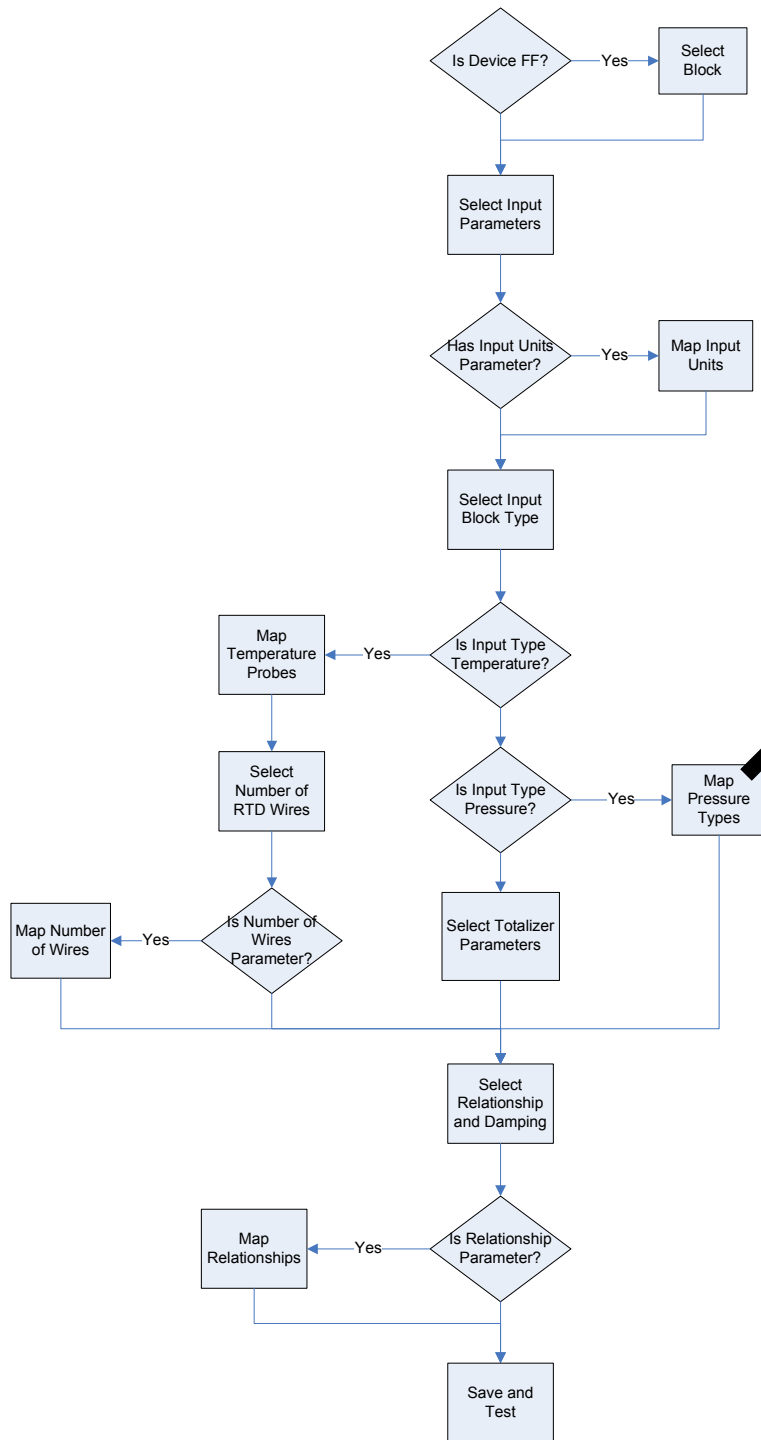 Is Device FF?
Yes
Select
Block
Select Input
Parameters
Has Input Units
Parameter?
Yes
Map Input
Units
Select Input
Block Type
Is Input Type
Temperature?
Yes
Map
Temperature
Probes
Select
Number of
RTD Wires
Is Input Type
Pressure?
Yes
Map
Pressure
Types
Is Number of
Wires
Parameter?
Yes
Map Number
of Wires
Select Totalizer
Parameters
Select
Relationship
and Damping
Is Relationship
Parameter?
Yes
Map
Relationships
Save and
Test